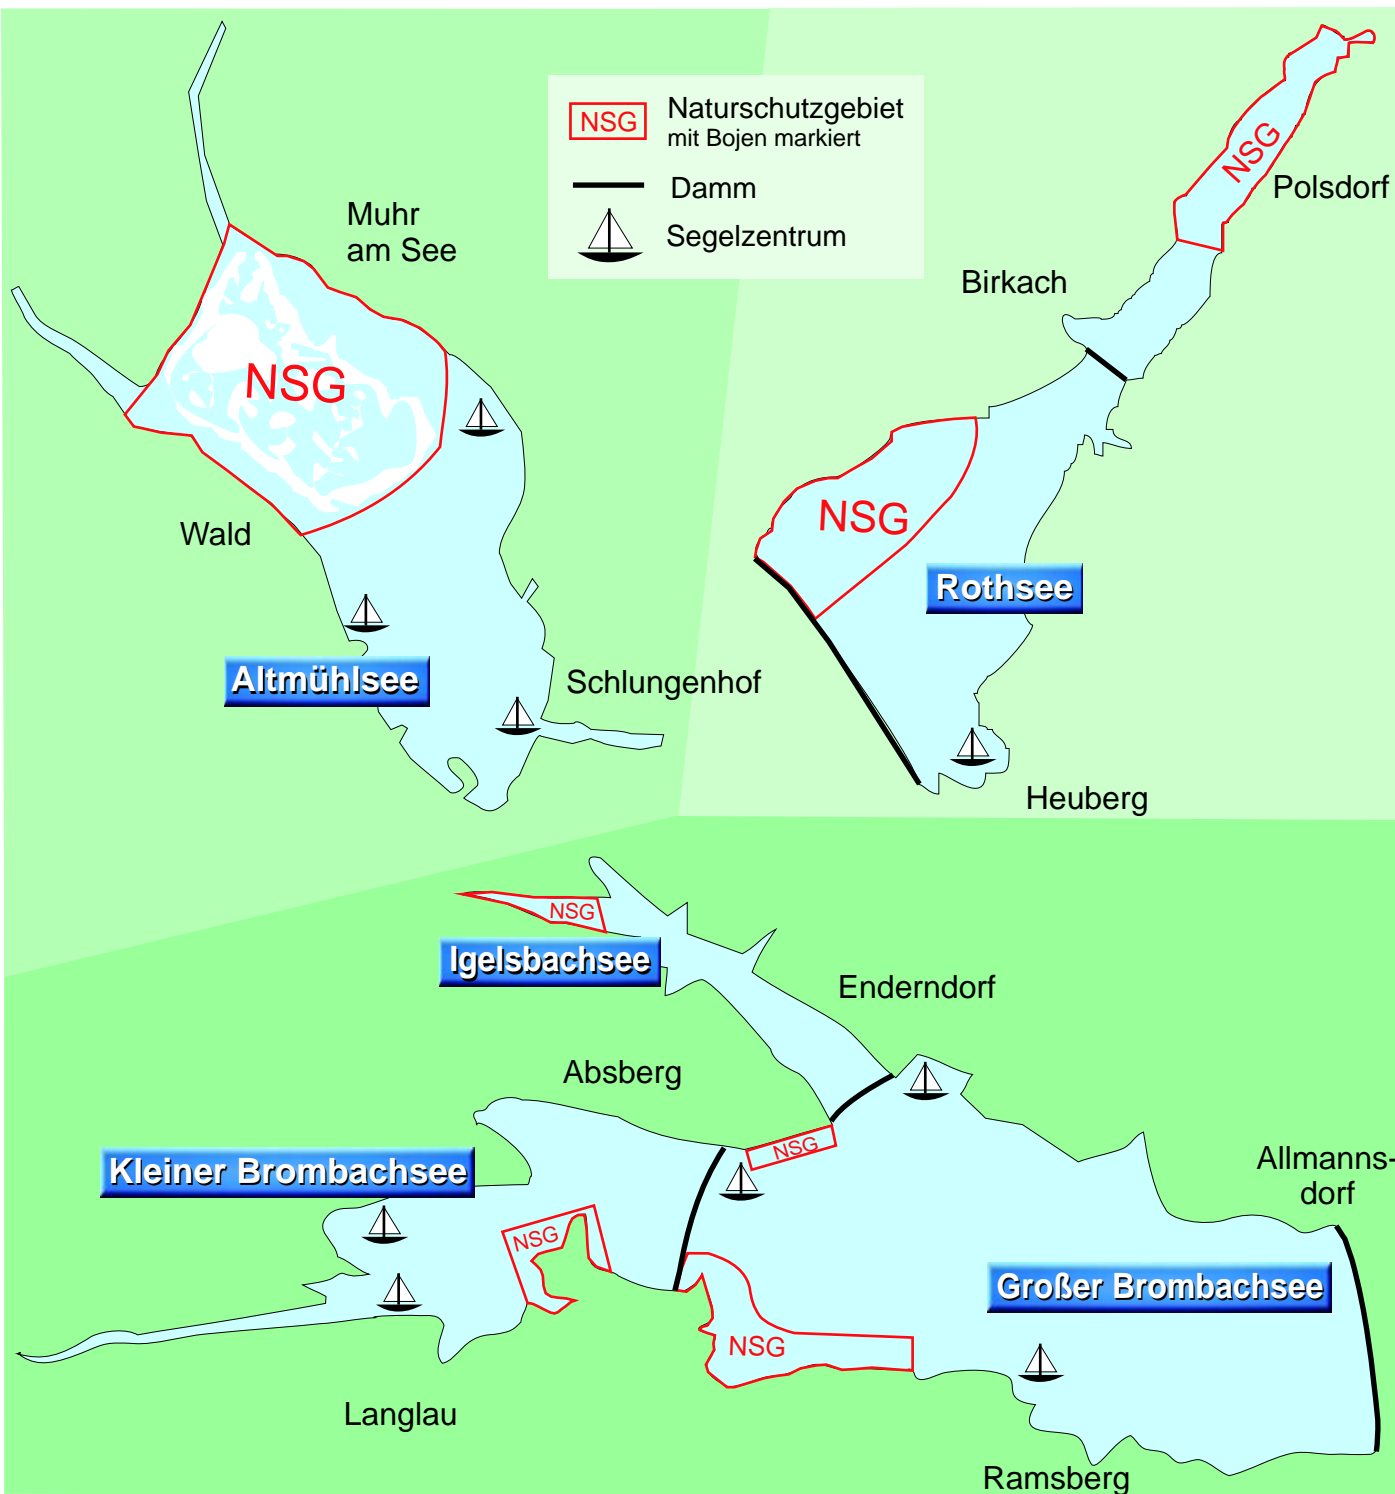 NSG
Naturschutzgebiet
mit Bojen markiert
Damm
Segelzentrum
Muhr
am See
NSG
Wald
Altmühlsee
Schlungenhof
NSG
Polsdorf
Birkach
NSG
Rothsee
Heuberg
NSG
Igelsbachsee
Enderndorf
Absberg
NSG
Kleiner Brombachsee
Allmanns-
dorf
NSG
Großer Brombachsee
NSG
Langlau
Ramsberg